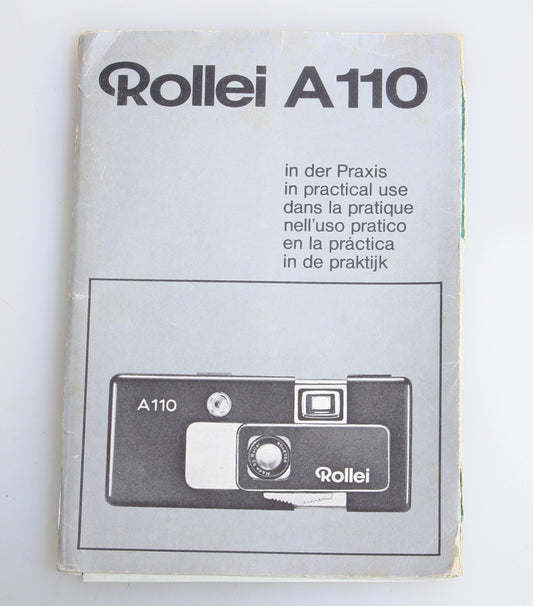 Rollei A110
in der Praxis
in practical use
dans la pratique
nell'uso pratico
en la práctica
in de praktijk
A110
Rollei